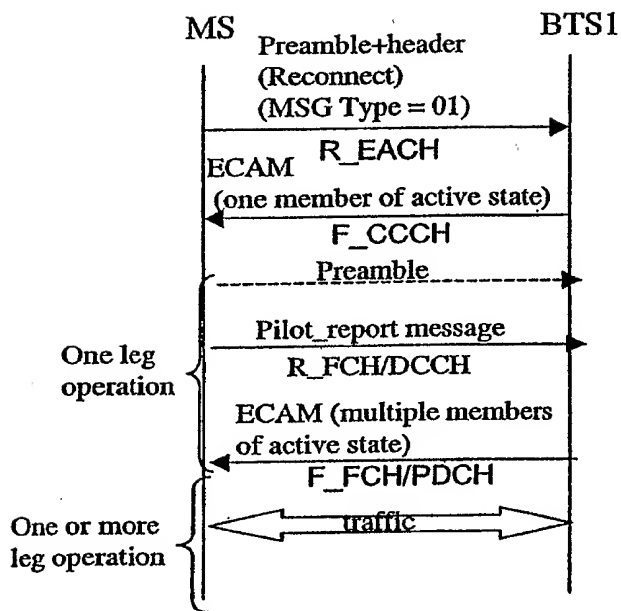 MS
BTS1
Preamble+header
(Reconnect)
(MSG Type = 01)
R_EACH
ECAM
(one member of active state)
F_CCCH
Preamble
Pilot_report message
R_FCH/DCCH
One leg
operation
ECAM (multiple members
of active state)
F_FCH/PDCH
One or more
leg operation
traffic